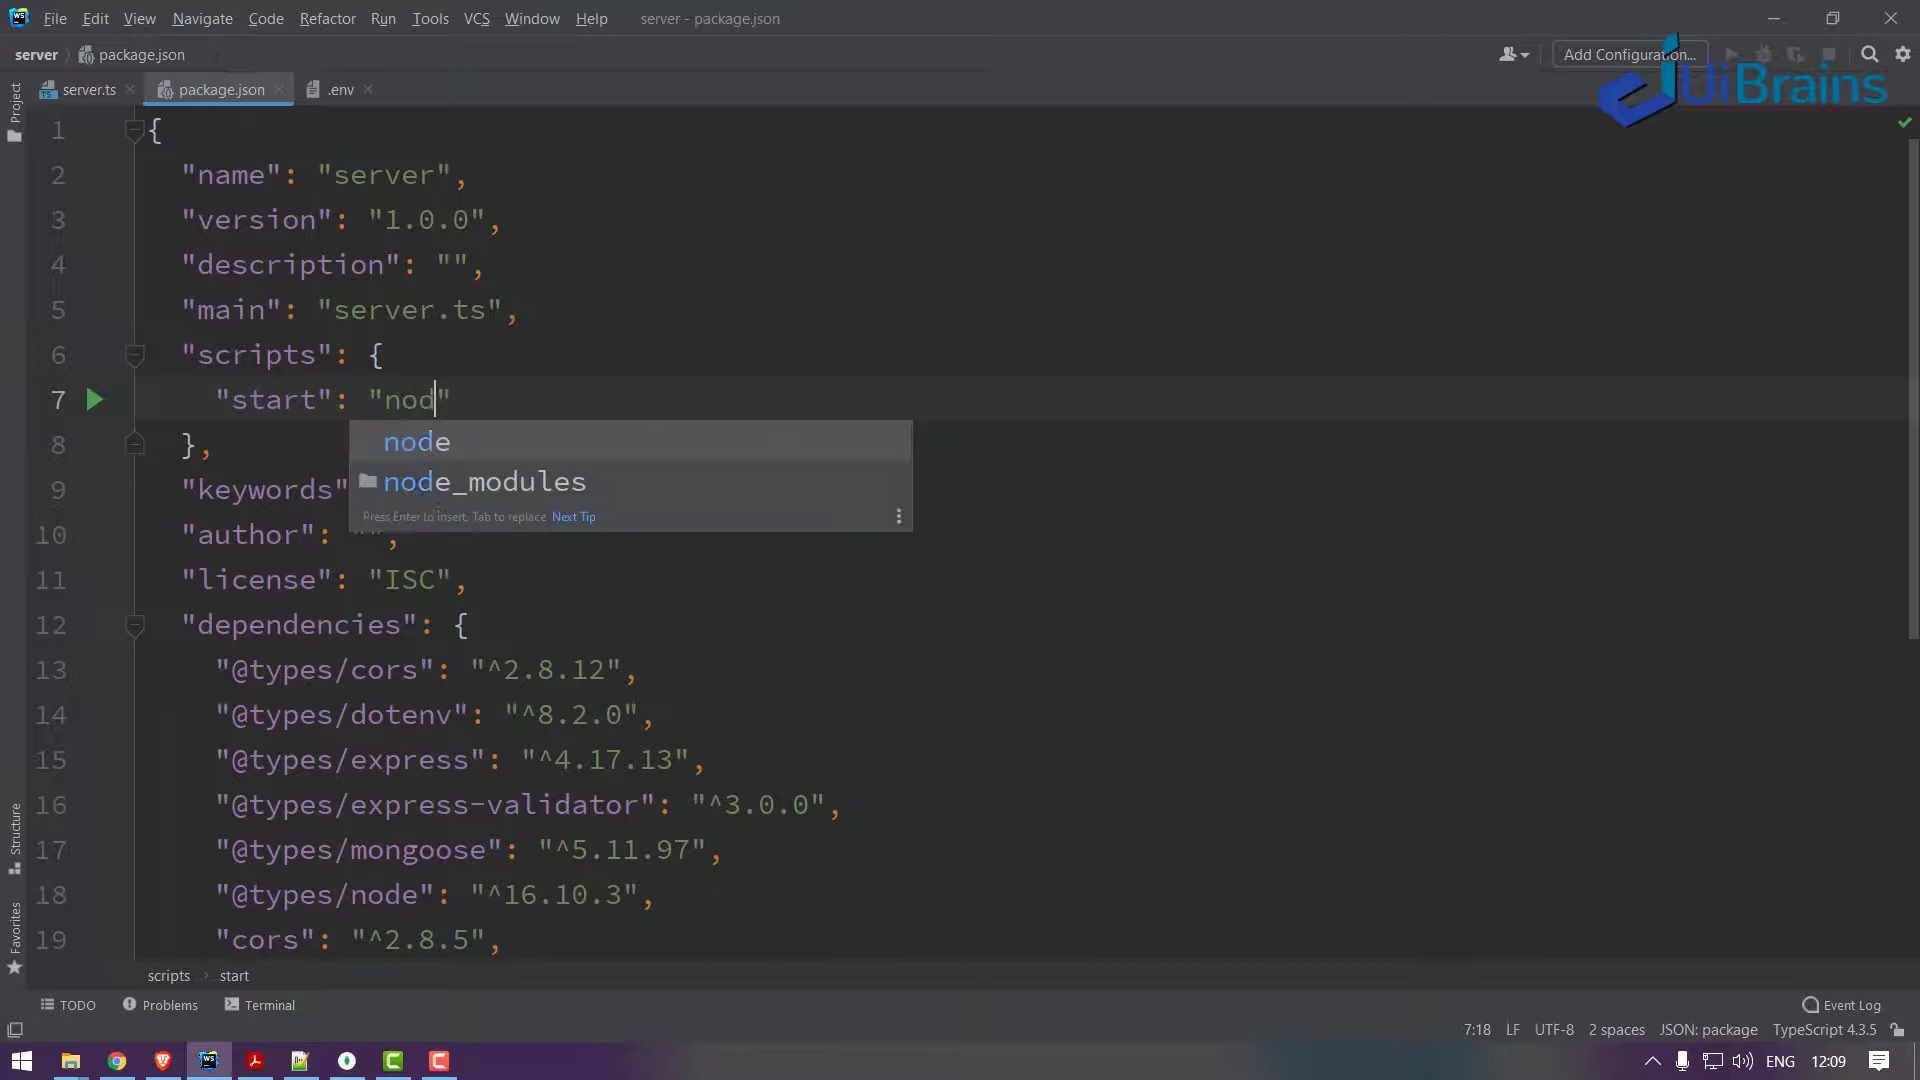 File Edit View Navigate Code Refactor Run Tools VCS Window Help server - package.json
server package.json
Add Configuration...
UiBrains
server.ts package.json .env
Project
1 {
2 "name": "server",
3 "version": "1.0.0",
4 "description": "",
5 "main": "server.ts",
6 "scripts": {
7 "start": "nod"
8 },
node
node_modules
Press Enter to insert, Tab to replace Next Tip
9 "keywords"
10 "author": "",
11 "license": "ISC",
12 "dependencies": {
13 "@types/cors": "^2.8.12",
14 "@types/dotenv": "^8.2.0",
15 "@types/express": "^4.17.13",
16 "@types/express-validator": "^3.0.0",
17 "@types/mongoose": "^5.11.97",
18 "@types/node": "^16.10.3",
19 "cors": "^2.8.5",
Structure
Favorites
scripts start
TODO Problems Terminal Event Log
7:18 LF UTF-8 2 spaces JSON: package TypeScript 4.3.5
ENG 12:09